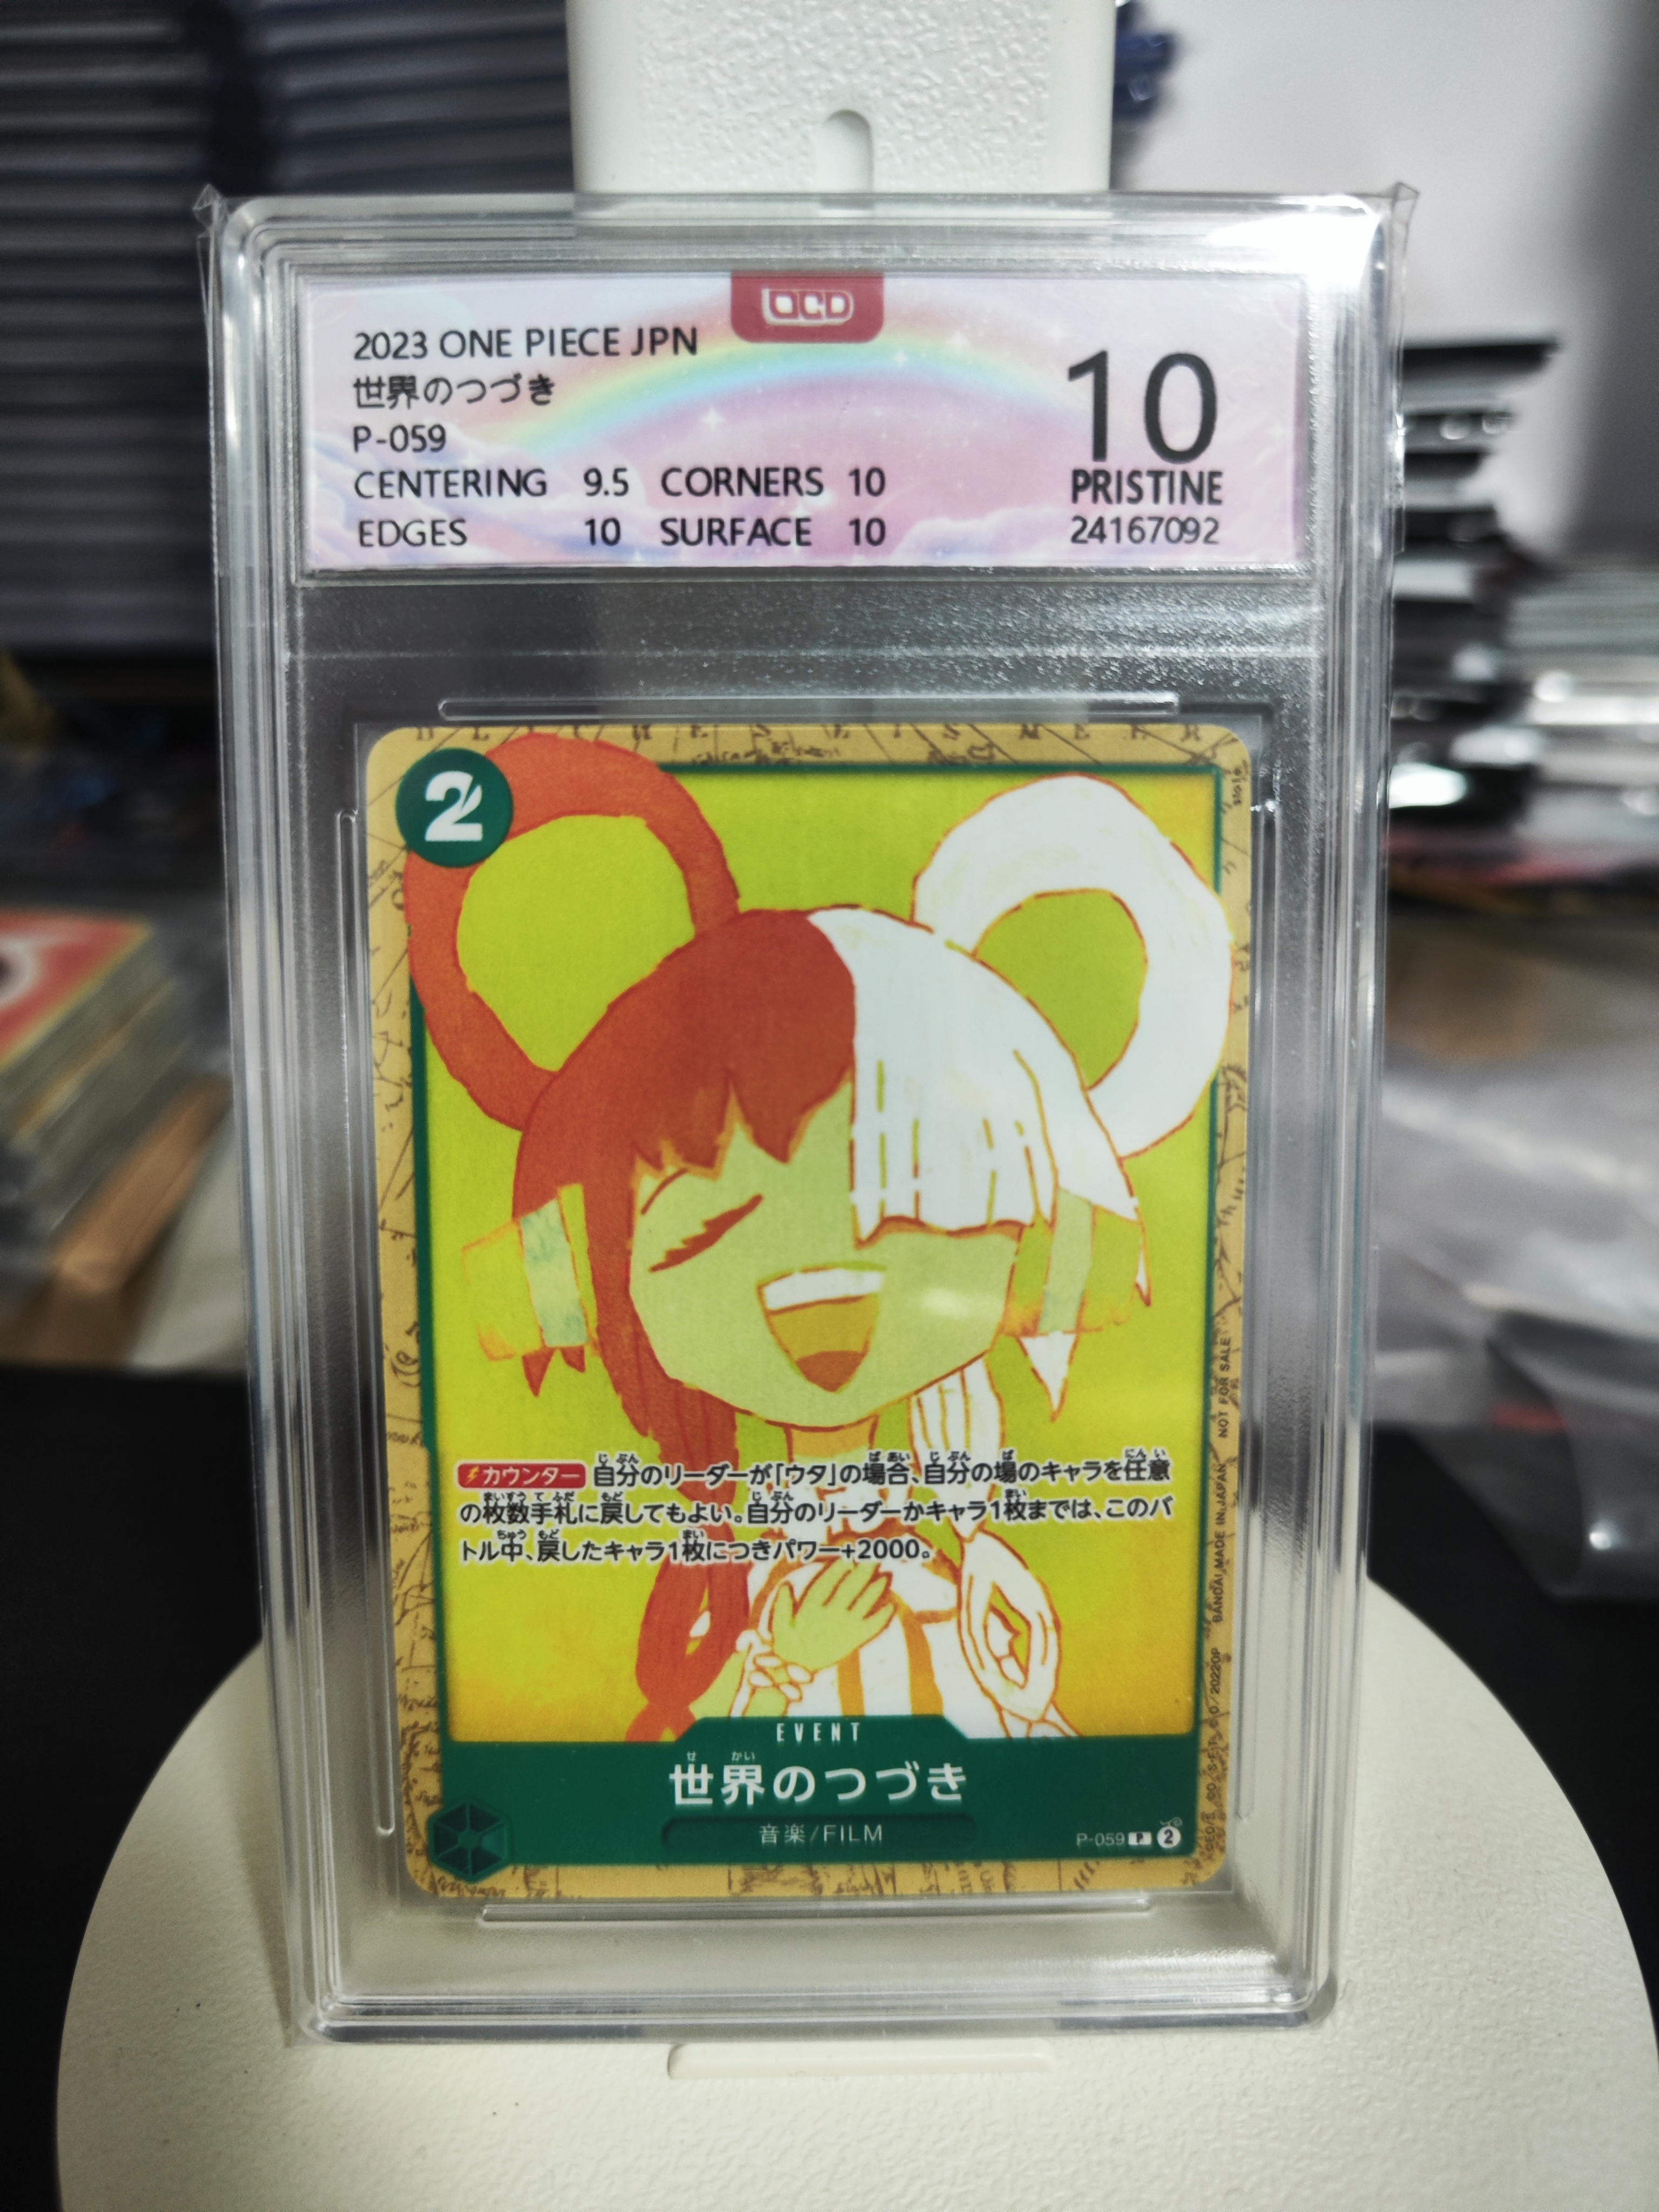 2023 ONE PIECE JPN
世界のつづき
P-059
CENTERING 9.5 CORNERS 10
EDGES 10 SURFACE 10
10
PRISTINE
24167092
2
カウンター 自分のリーダーが「ウタ」の場合、自分の場のキャラを任意
の枚数手札に戻してもよい。自分のリーダーかキャラ1枚までは、このバ
トル中、戻したキャラ1枚につきパワー+2000。
EVENT
世界のつづき
音楽/FILM
P-059 P 2
BANDAI MADE IN JAPAN NOT FOR SALE